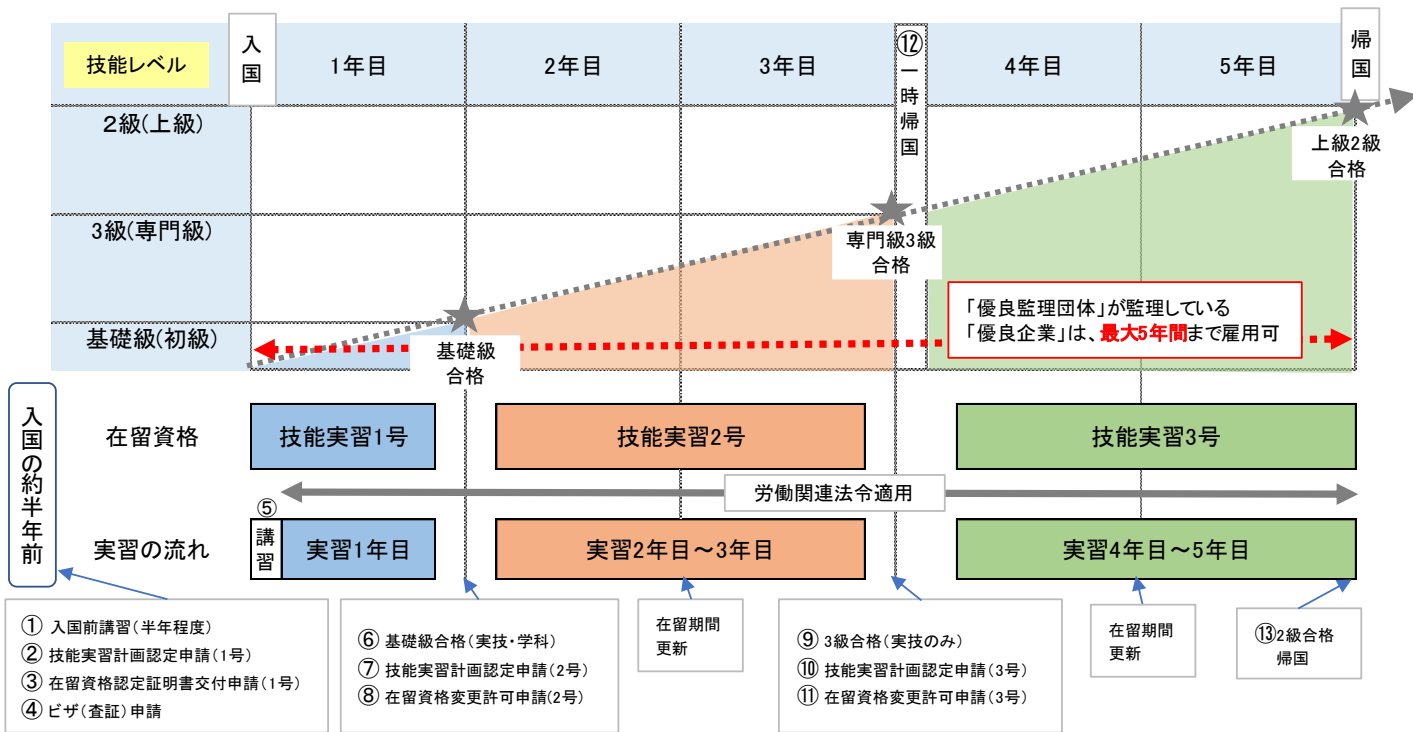 技能レベル
入国
1年目
2年目
3年目
⑫一時帰国
4年目
5年目
帰国
2級(上級)
上級2級
合格
3級(専門級)
専門級3級
合格
「優良監理団体」が監理している
「優良企業」は、最大5年間まで雇用可
基礎級(初級)
基礎級
合格
入国の約半年前
在留資格
技能実習1号
技能実習2号
技能実習3号
労働関連法令適用
⑤
講習
実習の流れ
実習1年目
実習2年目～3年目
実習4年目～5年目
① 入国前講習(半年程度)
② 技能実習計画認定申請(1号)
③ 在留資格認定証明書交付申請(1号)
④ ビザ(査証)申請
⑥ 基礎級合格(実技・学科)
⑦ 技能実習計画認定申請(2号)
⑧ 在留資格変更許可申請(2号)
在留期間
更新
⑨ 3級合格(実技のみ)
⑩ 技能実習計画認定申請(3号)
⑪ 在留資格変更許可申請(3号)
在留期間
更新
⑬2級合格
帰国